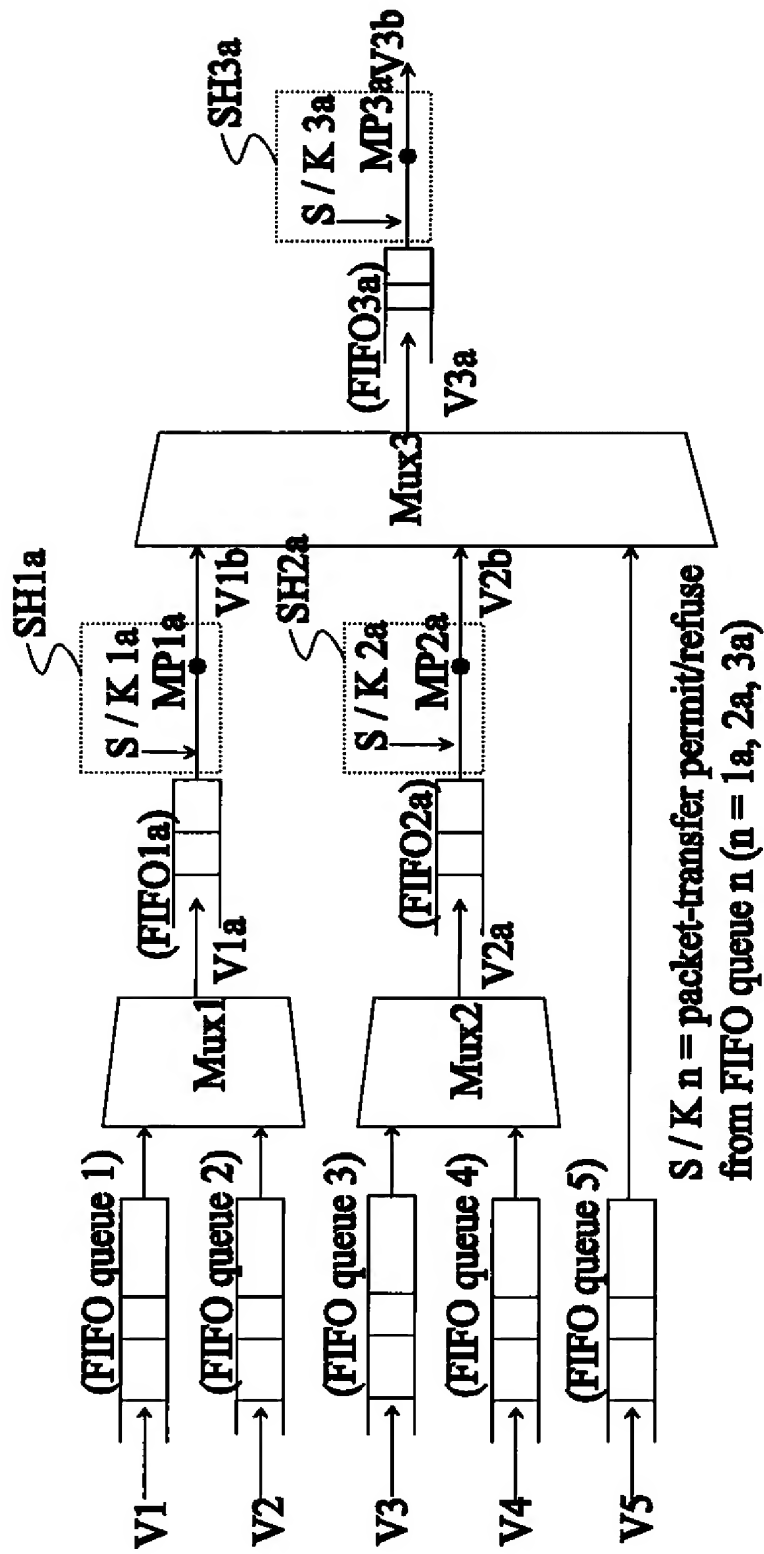 V1
(FIFO queue 1)
V2
(FIFO queue 2)
V3
(FIFO queue 3)
V4
(FIFO queue 4)
V5
(FIFO queue 5)
Mux1
Mux2
V1a
(FIFO1a)
V2a
(FIFO2a)
SH1a
S / K 1a
MP1a
V1b
SH2a
S / K 2a
MP2a
V2b
Mux3
V3a
(FIFO3a)
SH3a
S / K 3a
MP3a
V3b
S / K n = packet-transfer permit/refuse
from FIFO queue n (n = 1a, 2a, 3a)